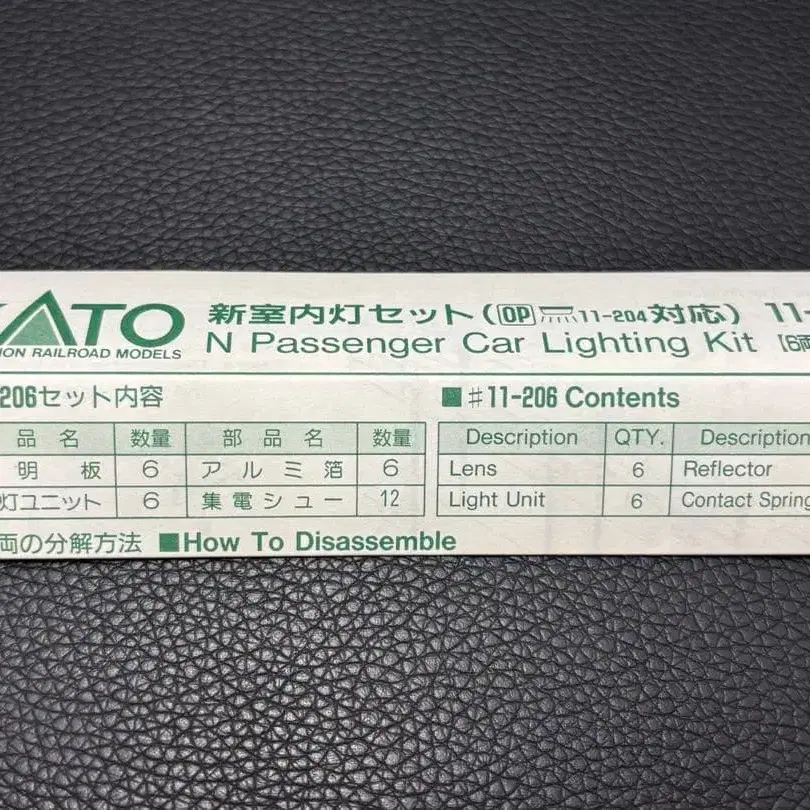 KATO
新室内灯セット(OP 11-204対応) 11-
ION RAILROAD MODELS
N Passenger Car Lighting Kit [6両
206セット内容
■ #11-206 Contents
品名 数量 部品名 数量
明板 6 アルミ箔 6
灯ユニット 6 集電シュー 12
Description QTY. Description
Lens 6 Reflector
Light Unit 6 Contact Spring
両の分解方法 ■How To Disassemble